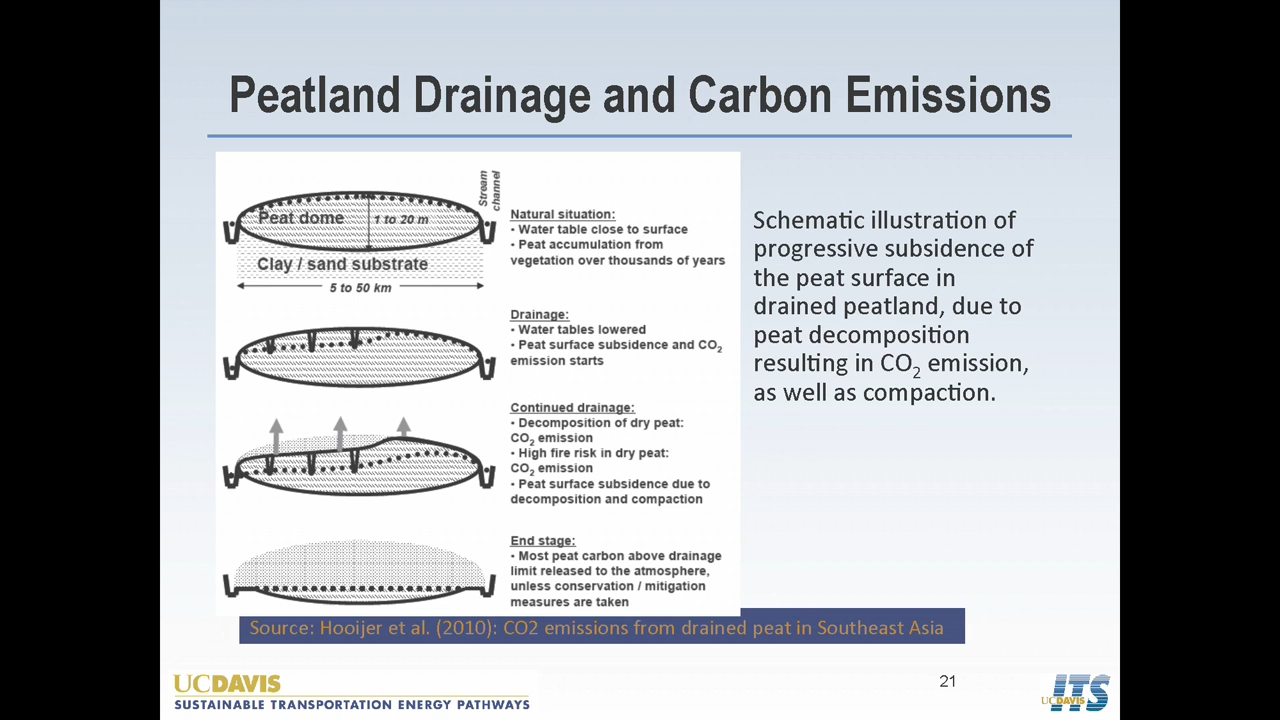 Peatland Drainage and Carbon Emissions
Stream channel
Peat dome
1 to 20 m
Clay / sand substrate
5 to 50 km
Natural situation:
• Water table close to surface
• Peat accumulation from
vegetation over thousands of years
Drainage:
• Water tables lowered
• Peat surface subsidence and CO2
emission starts
Continued drainage:
• Decomposition of dry peat:
CO2 emission
• High fire risk in dry peat:
CO2 emission
• Peat surface subsidence due to
decomposition and compaction
End stage:
• Most peat carbon above drainage
limit released to the atmosphere,
unless conservation / mitigation
measures are taken
Schematic illustration of
progressive subsidence of
the peat surface in
drained peatland, due to
peat decomposition
resulting in CO2 emission,
as well as compaction.
Source: Hooijer et al. (2010): CO2 emissions from drained peat in Southeast Asia
UCDAVIS
SUSTAINABLE TRANSPORTATION ENERGY PATHWAYS
21
UCDAVIS ITS